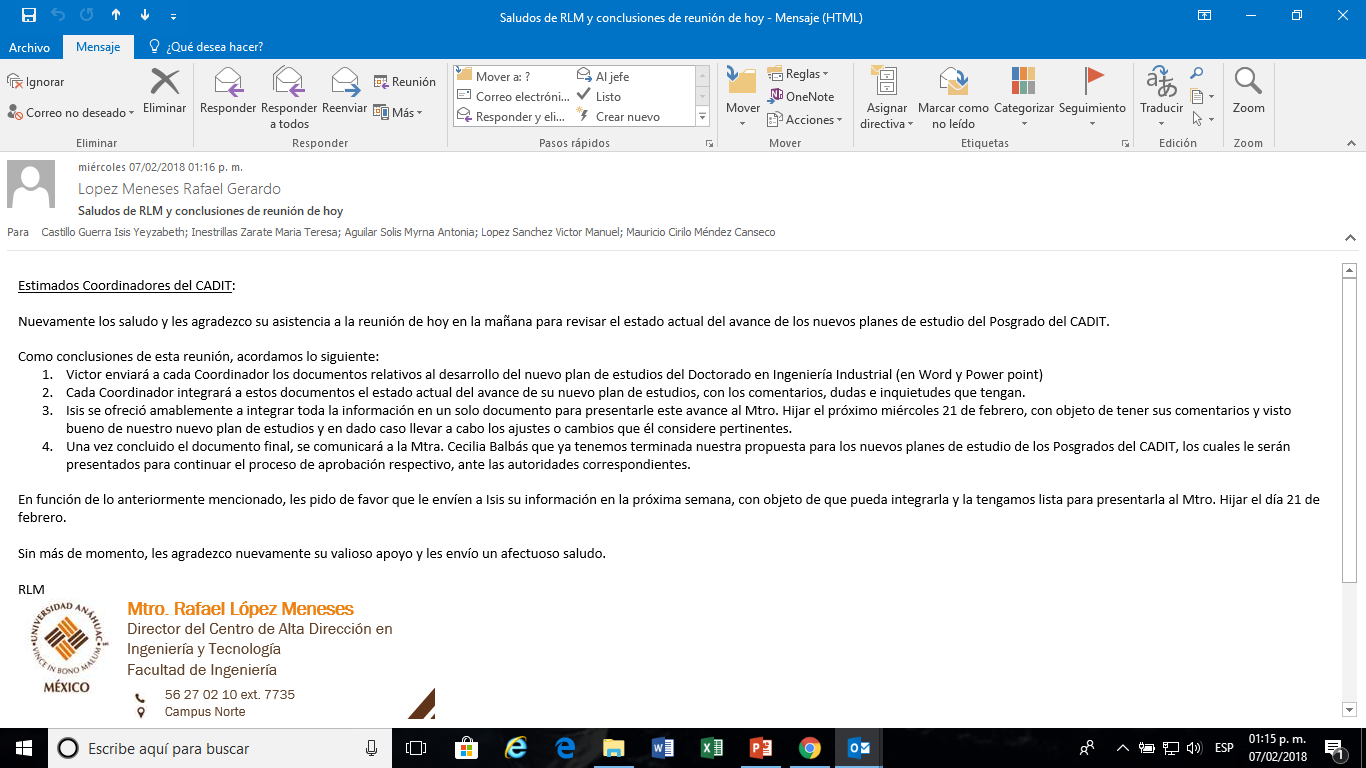 Saludos de RLM y conclusiones de reunión de hoy - Mensaje (HTML)
Archivo Mensaje ¿Qué desea hacer?
Ignorar
Correo no deseado
Eliminar
Eliminar
Responder
Responder a todos
Reenviar
Reunión
Más
Responder
Mover a: ?
Correo electróni...
Responder y eli...
Al jefe
Listo
Crear nuevo
Pasos rápidos
Mover
Reglas
OneNote
Acciones
Mover
Asignar directiva
Marcar como no leído
Categorizar
Seguimiento
Etiquetas
Traducir
Edición
Zoom
Zoom
miércoles 07/02/2018 01:16 p. m.
Lopez Meneses Rafael Gerardo
Saludos de RLM y conclusiones de reunión de hoy
Para Castillo Guerra Isis Yeyzabeth; Inestrillas Zarate Maria Teresa; Aguilar Solis Myrna Antonia; Lopez Sanchez Victor Manuel; Mauricio Cirilo Méndez Canseco
Estimados Coordinadores del CADIT:
Nuevamente los saludo y les agradezco su asistencia a la reunión de hoy en la mañana para revisar el estado actual del avance de los nuevos planes de estudio del Posgrado del CADIT.
Como conclusiones de esta reunión, acordamos lo siguiente:
1. Victor enviará a cada Coordinador los documentos relativos al desarrollo del nuevo plan de estudios del Doctorado en Ingeniería Industrial (en Word y Power point)
2. Cada Coordinador integrará a estos documentos el estado actual del avance de su nuevo plan de estudios, con los comentarios, dudas e inquietudes que tengan.
3. Isis se ofreció amablemente a integrar toda la información en un solo documento para presentarle este avance al Mtro. Hijar el próximo miércoles 21 de febrero, con objeto de tener sus comentarios y visto
bueno de nuestro nuevo plan de estudios y en dado caso llevar a cabo los ajustes o cambios que él considere pertinentes.
4. Una vez concluido el documento final, se comunicará a la Mtra. Cecilia Balbás que ya tenemos terminada nuestra propuesta para los nuevos planes de estudio de los Posgrados del CADIT, los cuales le serán
presentados para continuar el proceso de aprobación respectivo, ante las autoridades correspondientes.
En función de lo anteriormente mencionado, les pido de favor que le envíen a Isis su información en la próxima semana, con objeto de que pueda integrarla y la tengamos lista para presentarla al Mtro. Hijar el día 21 de
febrero.
Sin más de momento, les agradezco nuevamente su valioso apoyo y les envío un afectuoso saludo.
RLM
UNIVERSIDAD ANÁHUAC
VINCE IN BONO MALUM
MÉXICO
Mtro. Rafael López Meneses
Director del Centro de Alta Dirección en
Ingeniería y Tecnología
Facultad de Ingeniería
56 27 02 10 ext. 7735
Campus Norte
Escribe aquí para buscar
ESP
01:15 p. m.
07/02/2018
1